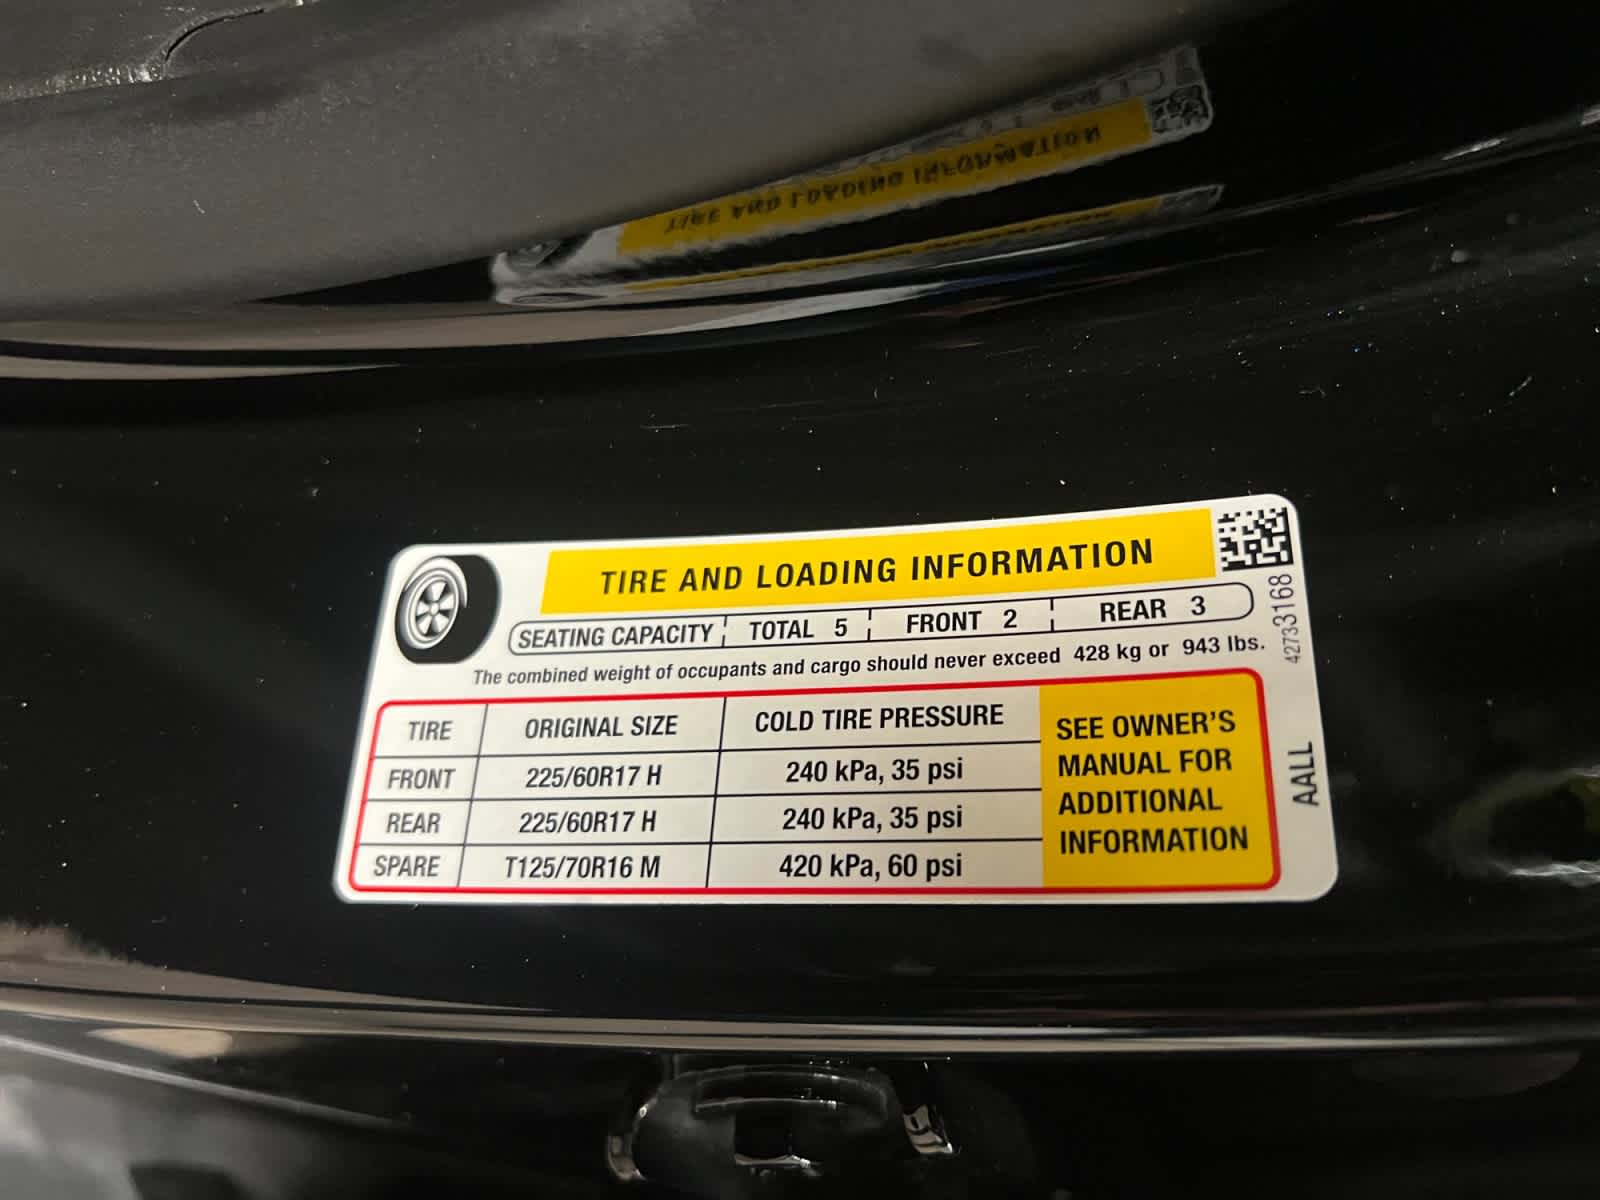 TIRE AND LOADING INFORMATION
TIRE AND LOADING INFORMATION
SEATING CAPACITY TOTAL 5 FRONT 2 REAR 3
The combined weight of occupants and cargo should never exceed 428 kg or 943 lbs.
42733168
TIRE ORIGINAL SIZE COLD TIRE PRESSURE
FRONT 225/60R17 H 240 kPa, 35 psi
REAR 225/60R17 H 240 kPa, 35 psi
SPARE T125/70R16 M 420 kPa, 60 psi
SEE OWNER'S
MANUAL FOR
ADDITIONAL
INFORMATION
AALL